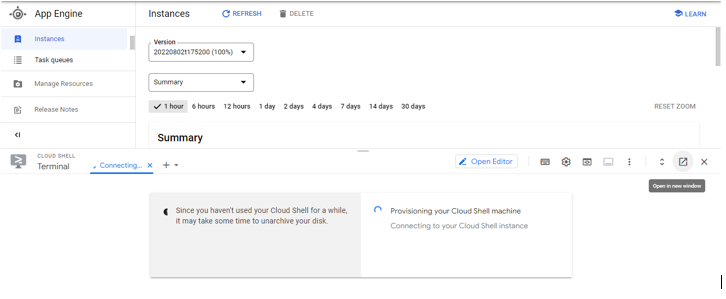 App Engine
Instances
REFRESH
DELETE
LEARN
Instances
Task queues
Manage Resources
Release Notes
Version
20220802t175200 (100%)
Summary
1 hour 6 hours 12 hours 1 day 2 days 4 days 7 days 14 days 30 days
RESET ZOOM
Summary
CLOUD SHELL
Terminal
Connecting...
Open Editor
Open in new window
Since you haven't used your Cloud Shell for a while,
it may take some time to unarchive your disk.
Provisioning your Cloud Shell machine
Connecting to your Cloud Shell instance